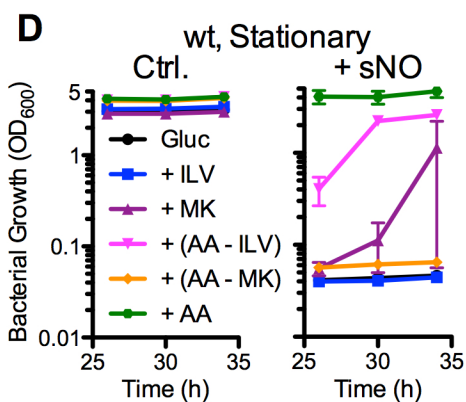 D
wt, Stationary
Ctrl.
+ sNO
Bacterial Growth (OD600)
5
1
0.1
0.01
Gluc
+ ILV
+ MK
+ (AA - ILV)
+ (AA - MK)
+ AA
25 30 35
25 30 35
Time (h)
Time (h)